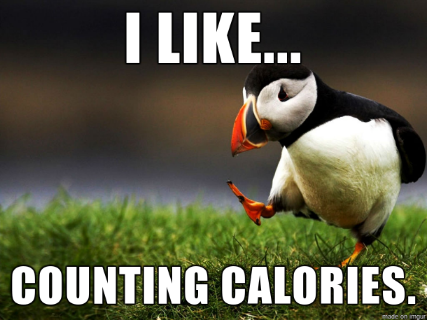 I LIKE...
COUNTING CALORIES.
made on imgur